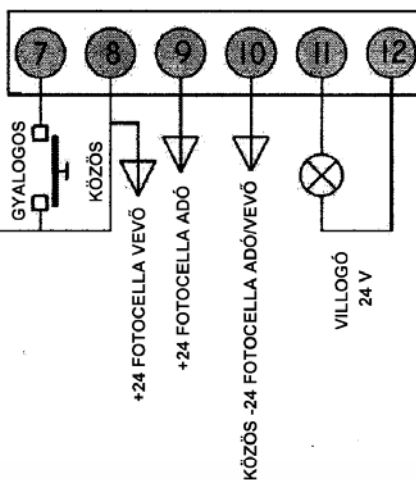 7 8 9 10 11 12
GYALOGOS
KÖZÖS
+24 FOTOCELLA VEVŐ
+24 FOTOCELLA ADÓ
KÖZÖS -24 FOTOCELLA ADÓ/VEVŐ
VILLOGÓ
24 V